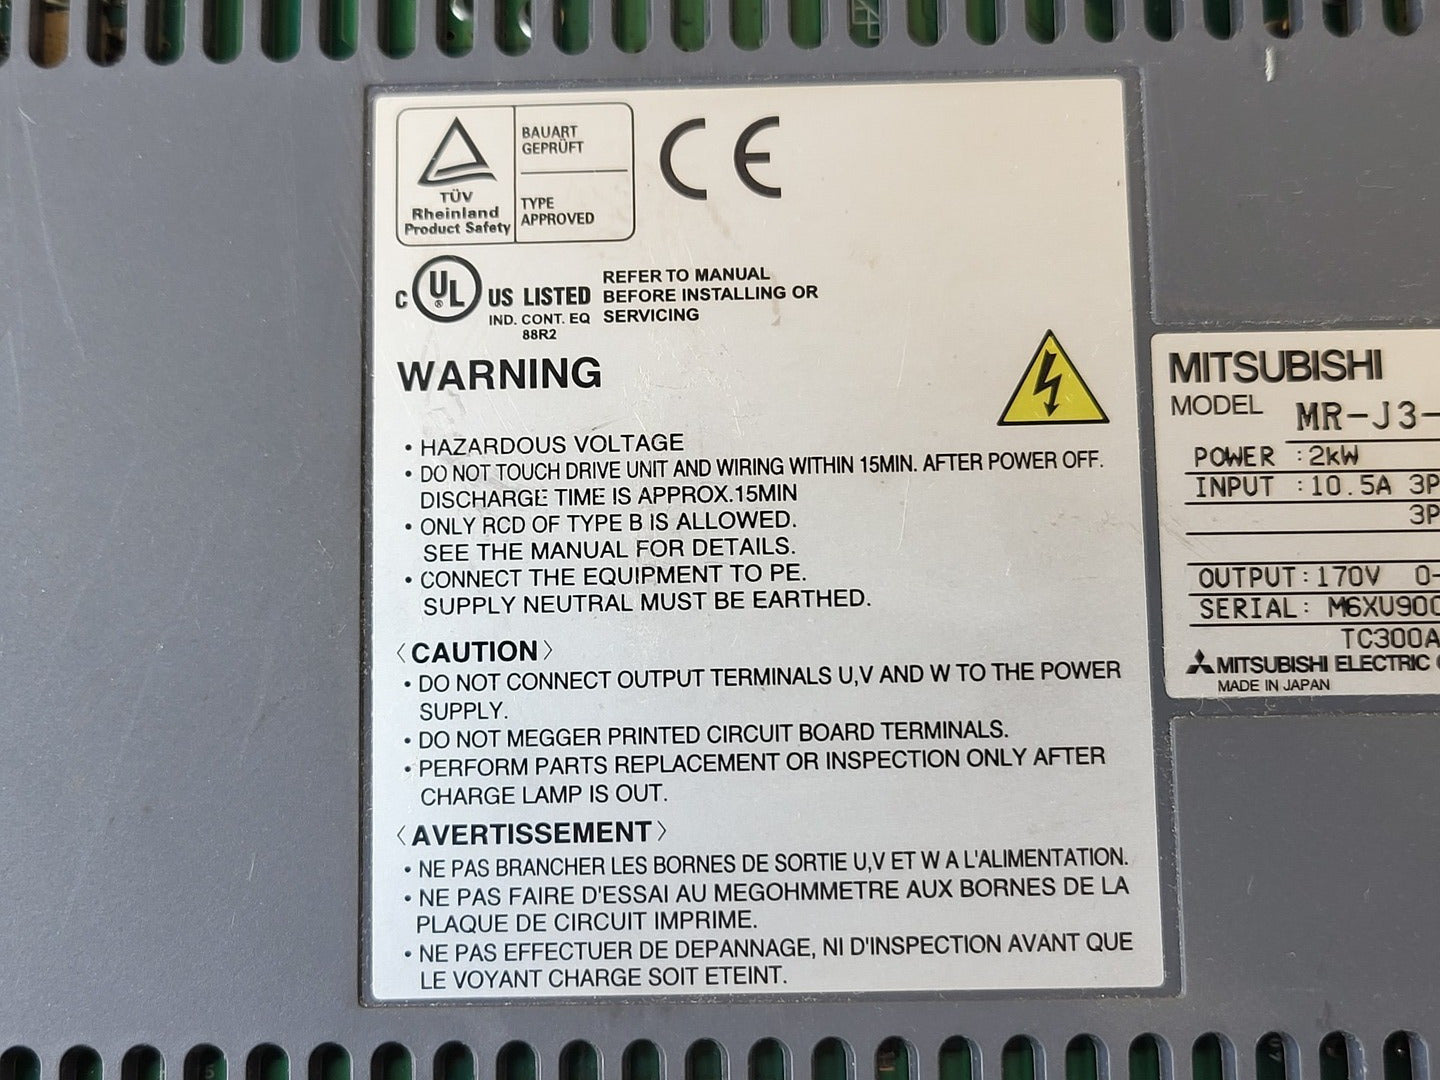 TÜV
Rheinland
Product Safety
BAUART
GEPRÜFT
TYPE
APPROVED
CE
C UL® US LISTED
IND. CONT. EQ
88R2
REFER TO MANUAL
BEFORE INSTALLING OR
SERVICING
WARNING
• HAZARDOUS VOLTAGE
• DO NOT TOUCH DRIVE UNIT AND WIRING WITHIN 15MIN. AFTER POWER OFF.
DISCHARGE TIME IS APPROX.15MIN
• ONLY RCD OF TYPE B IS ALLOWED.
SEE THE MANUAL FOR DETAILS.
• CONNECT THE EQUIPMENT TO PE.
SUPPLY NEUTRAL MUST BE EARTHED.
〈CAUTION〉
• DO NOT CONNECT OUTPUT TERMINALS U,V AND W TO THE POWER
SUPPLY.
• DO NOT MEGGER PRINTED CIRCUIT BOARD TERMINALS.
• PERFORM PARTS REPLACEMENT OR INSPECTION ONLY AFTER
CHARGE LAMP IS OUT.
〈AVERTISSEMENT〉
• NE PAS BRANCHER LES BORNES DE SORTIE U,V ET W A L'ALIMENTATION.
• NE PAS FAIRE D'ESSAI AU MEGOHMMETRE AUX BORNES DE LA
PLAQUE DE CIRCUIT IMPRIME.
• NE PAS EFFECTUER DE DEPANNAGE, NI D'INSPECTION AVANT QUE
LE VOYANT CHARGE SOIT ETEINT.
MITSUBISHI
MODEL MR-J3-
POWER :2kW
INPUT :10.5A 3P
3P
OUTPUT:170V 0-
SERIAL: M6XU900
TC300A
MITSUBISHI ELECTRIC
MADE IN JAPAN